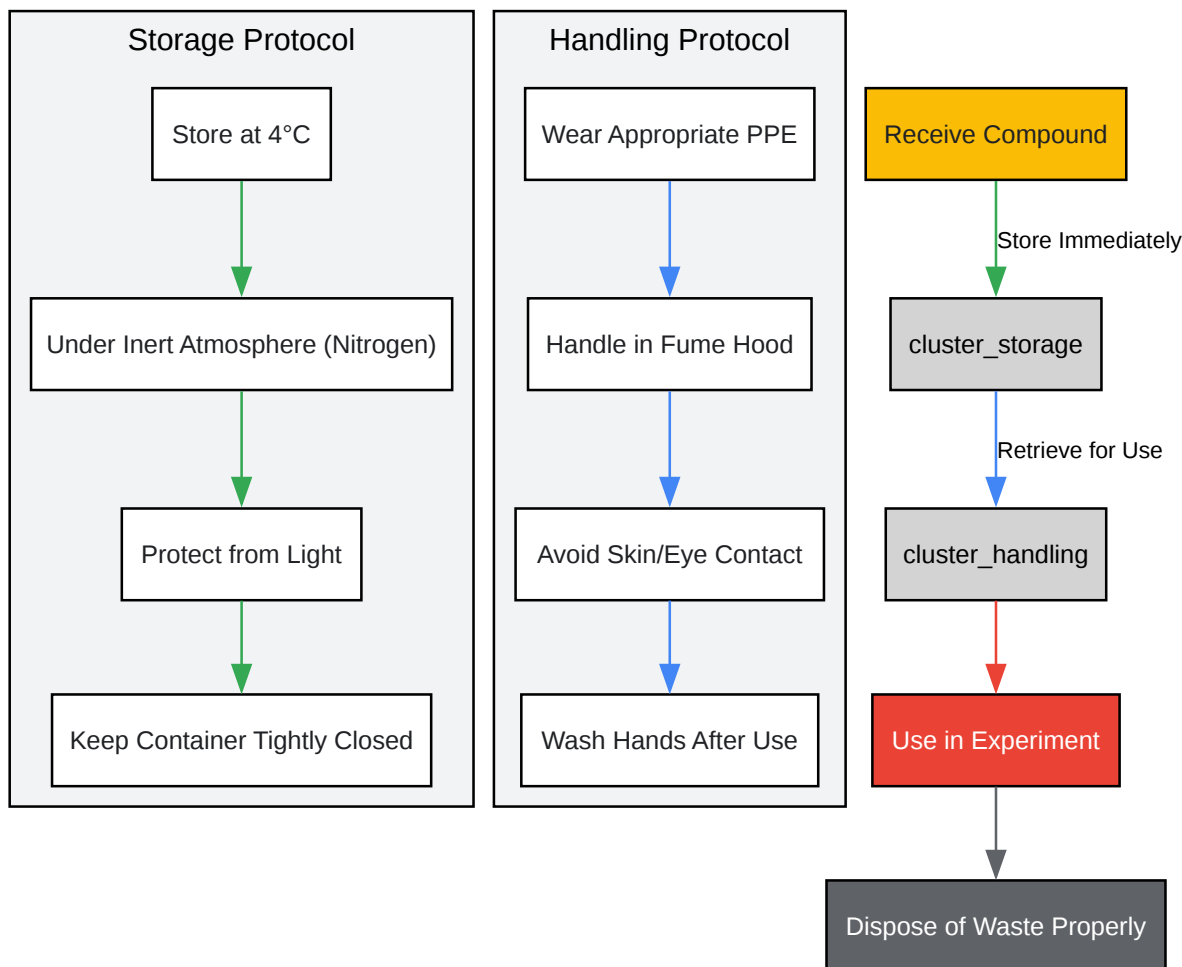 Storage Protocol
Store at 4°C
Under Inert Atmosphere (Nitrogen)
Protect from Light
Keep Container Tightly Closed
Handling Protocol
Wear Appropriate PPE
Handle in Fume Hood
Avoid Skin/Eye Contact
Wash Hands After Use
Receive Compound
Store Immediately
cluster_storage
Retrieve for Use
cluster_handling
Use in Experiment
Dispose of Waste Properly